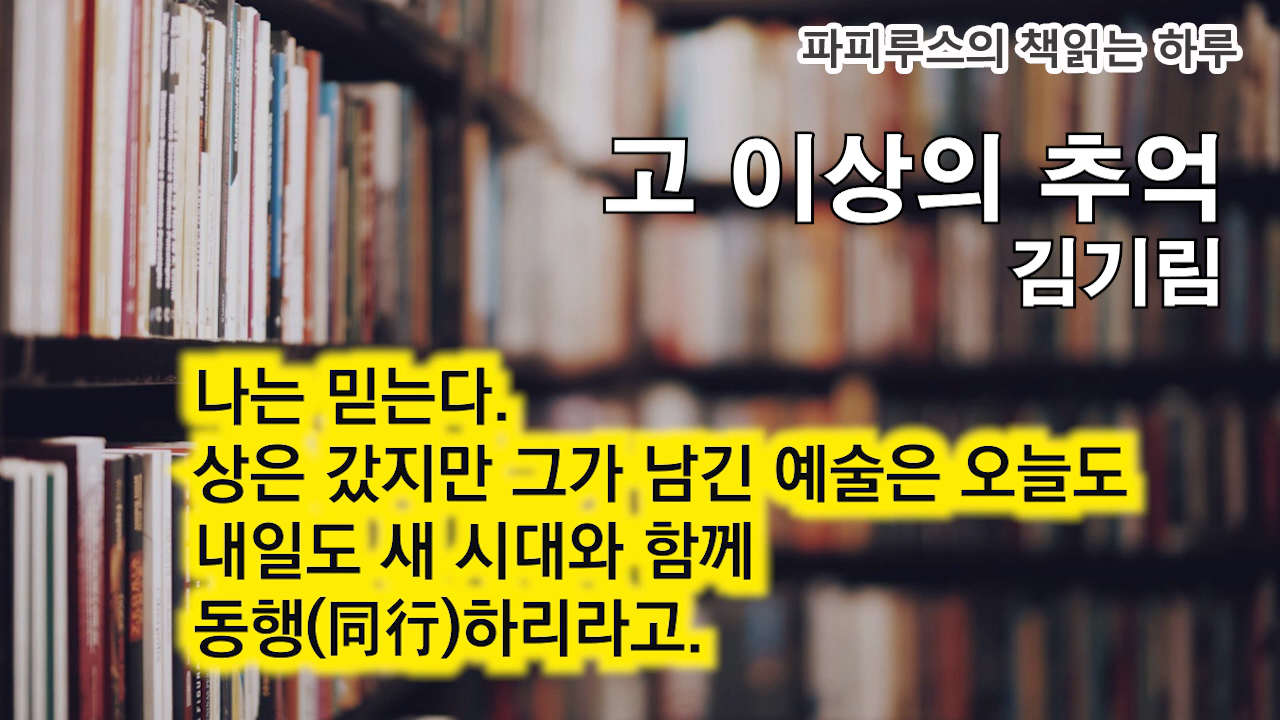 파피루스의 책읽는 하루
고 이상의 추억
김기림
나는 믿는다.
상은 갔지만 그가 남긴 예술은 오늘도
내일도 새 시대와 함께
동행(同行)하리라고.